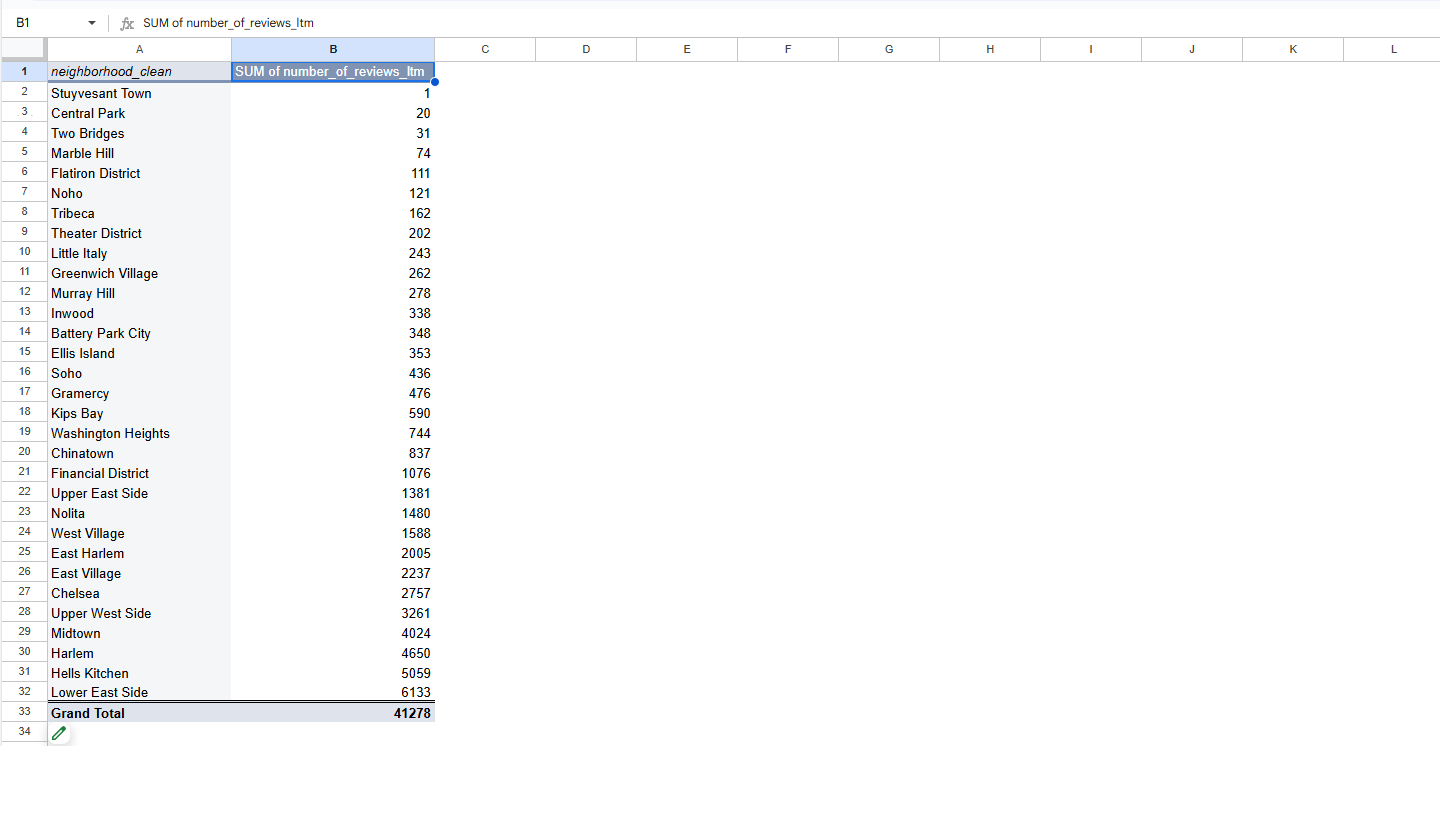 B1 fx SUM of number_of_reviews_ltm
A B C D E F G H I J K L
1 neighborhood_clean SUM of number_of_reviews_ltm
2 Stuyvesant Town 1
3 Central Park 20
4 Two Bridges 31
5 Marble Hill 74
6 Flatiron District 111
7 Noho 121
8 Tribeca 162
9 Theater District 202
10 Little Italy 243
11 Greenwich Village 262
12 Murray Hill 278
13 Inwood 338
14 Battery Park City 348
15 Ellis Island 353
16 Soho 436
17 Gramercy 476
18 Kips Bay 590
19 Washington Heights 744
20 Chinatown 837
21 Financial District 1076
22 Upper East Side 1381
23 Nolita 1480
24 West Village 1588
25 East Harlem 2005
26 East Village 2237
27 Chelsea 2757
28 Upper West Side 3261
29 Midtown 4024
30 Harlem 4650
31 Hells Kitchen 5059
32 Lower East Side 6133
33 Grand Total 41278
34